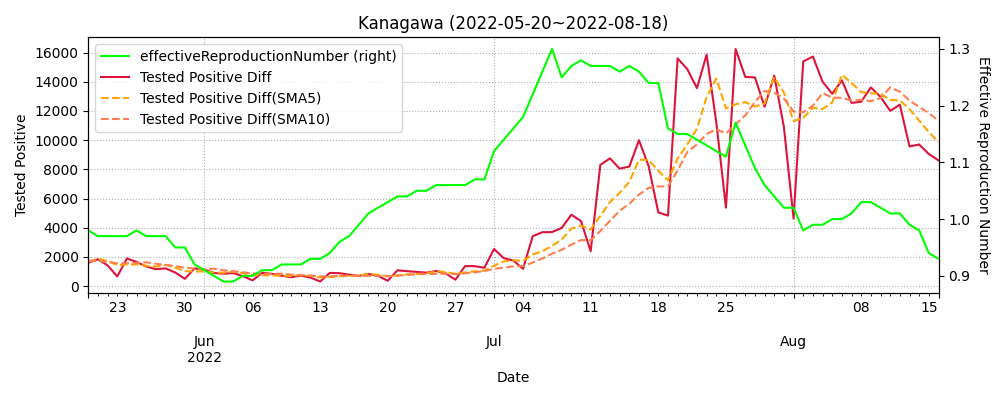 Kanagawa (2022-05-20~2022-08-18)
effectiveReproductionNumber (right)
Tested Positive Diff
Tested Positive Diff(SMA5)
Tested Positive Diff(SMA10)
Tested Positive
16000
14000
12000
10000
8000
6000
4000
2000
0
1.3
1.2
1.1
1.0
0.9
Effective Reproduction Number
23 30 06 13 20 27 04 11 18 25 08 15
Jun Jul Aug
2022
Date